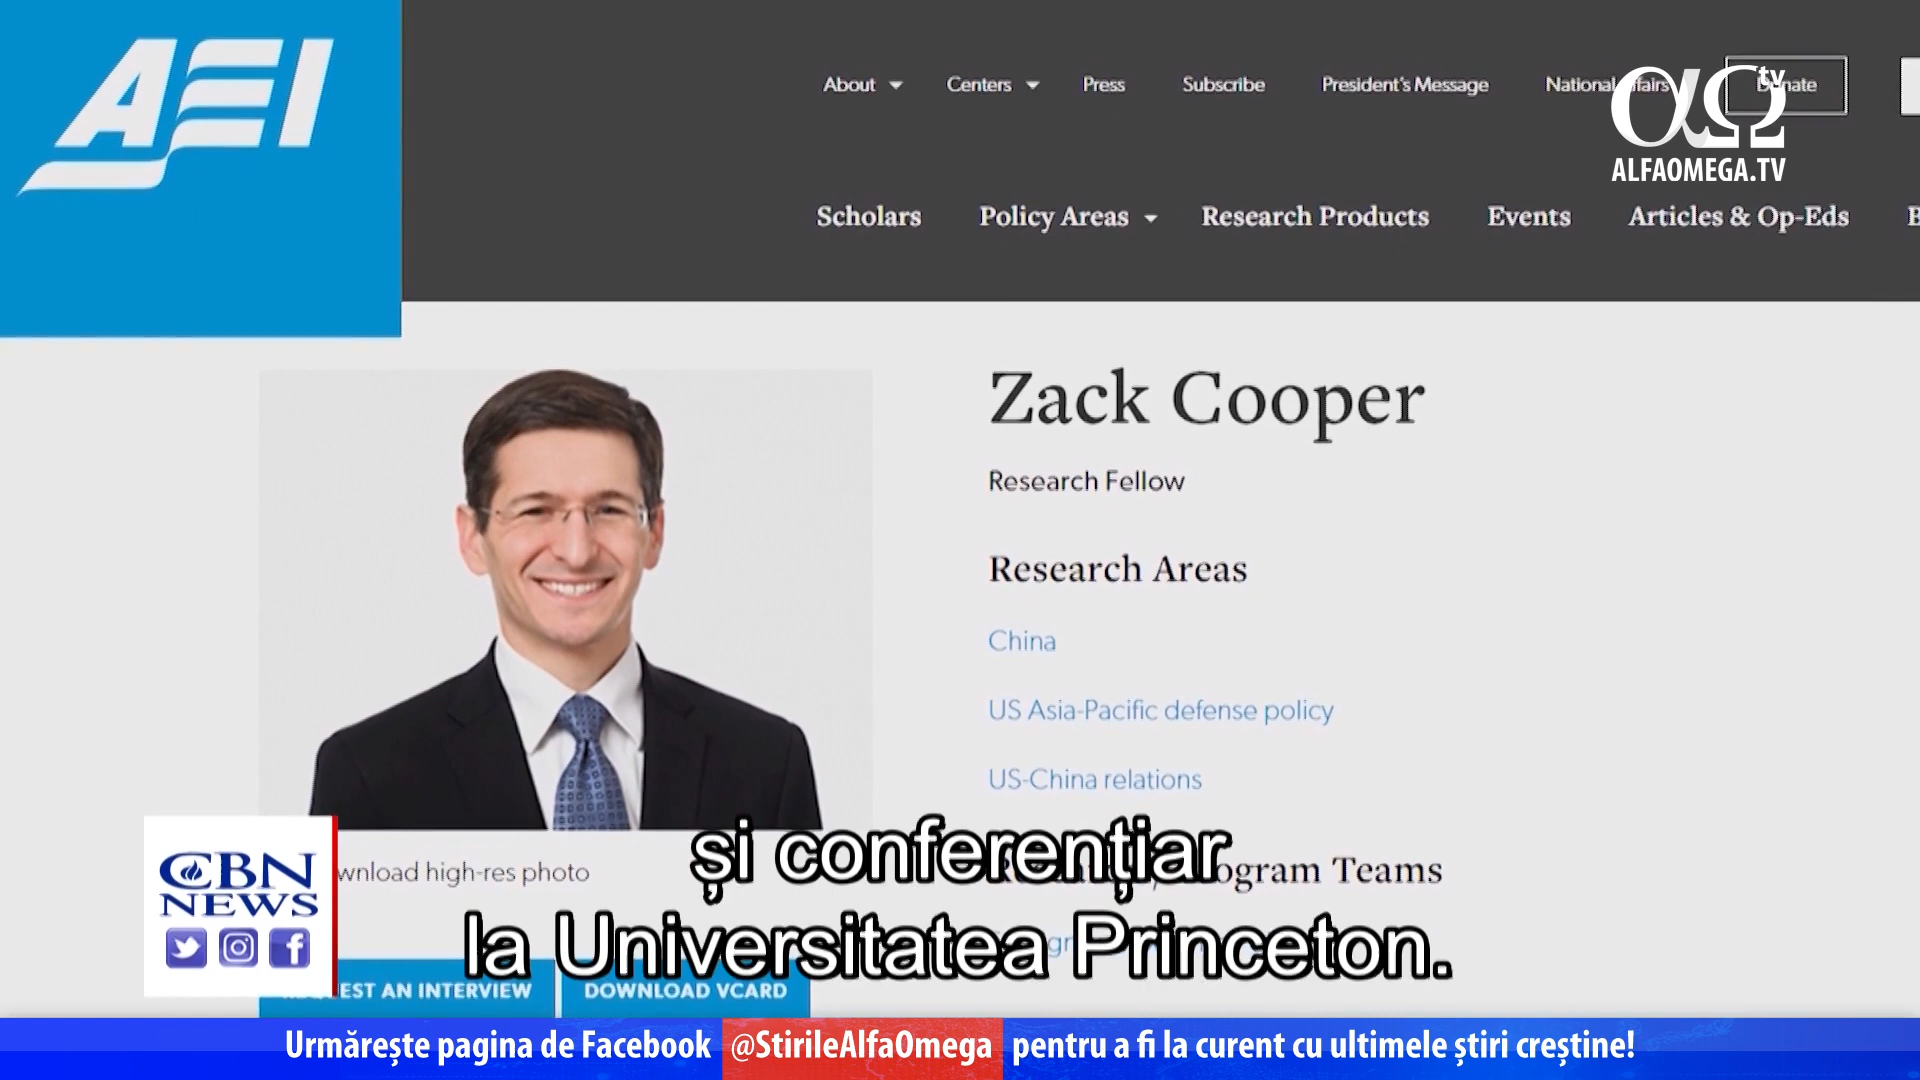 AEI
About
Centers
Press
Subscribe
President's Message
National
tv
ALFAOMEGA.TV
Scholars
Policy Areas
Research Products
Events
Articles & Op-Eds
Zack Cooper
Research Fellow
Research Areas
China
US Asia-Pacific defense policy
US-China relations
Teams
high-res photo
și conferențiar
la Universitatea Princeton.
CBN
NEWS
AN INTERVIEW
DOWNLOAD VCARD
Urmărește pagina de Facebook @StirileAlfaOmega pentru a fi la curent cu ultimele știri creștine!